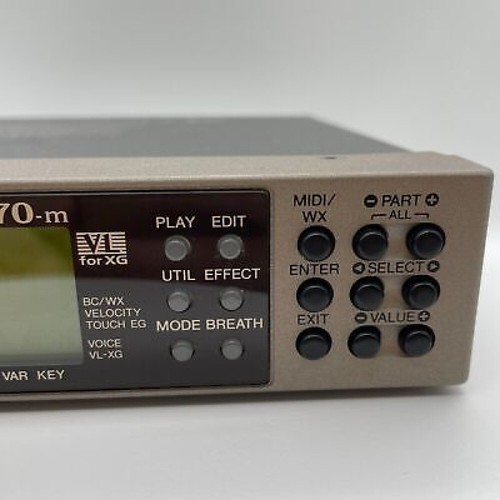 70-m
VL
for XG
PLAY EDIT
UTIL EFFECT
MODE BREATH
BC/WX
VELOCITY
TOUCH EG
VOICE
VL-XG
VAR KEY
MIDI/
WX
PART
ALL
ENTER
SELECT
EXIT
VALUE